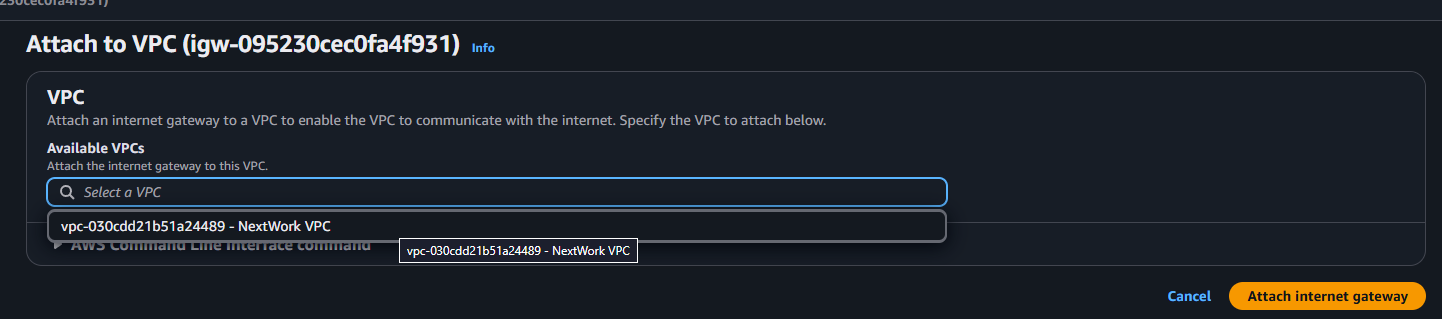 230cec0fa4f931)
Attach to VPC (igw-095230cec0fa4f931) Info
VPC
Attach an internet gateway to a VPC to enable the VPC to communicate with the internet. Specify the VPC to attach below.
Available VPCs
Attach the internet gateway to this VPC.
Select a VPC
vpc-030cdd21b51a24489 - NextWork VPC
AWS Command Line Interface command
vpc-030cdd21b51a24489 - NextWork VPC
Cancel Attach internet gateway